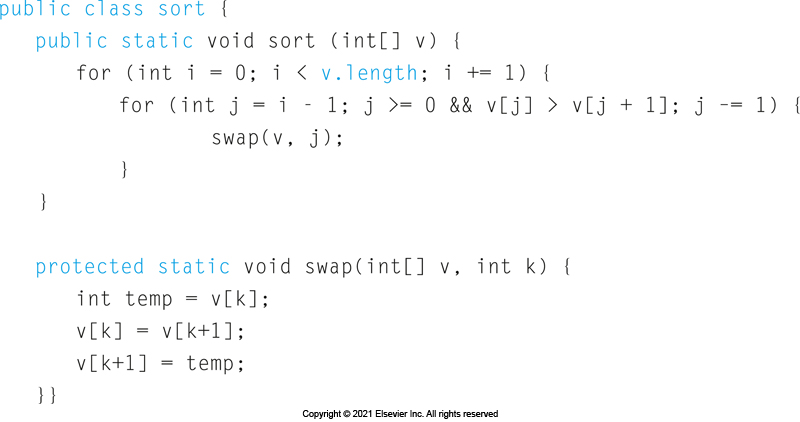 public class sort {
public static void sort (int[] v) {
for (int i = 0; i < v.length; i += 1) {
for (int j = i - 1; j >= 0 && v[j] > v[j + 1]; j -= 1) {
swap(v, j);
}
}
protected static void swap(int[] v, int k) {
int temp = v[k];
v[k] = v[k+1];
v[k+1] = temp;
}}
Copyright © 2021 Elsevier Inc. All rights reserved